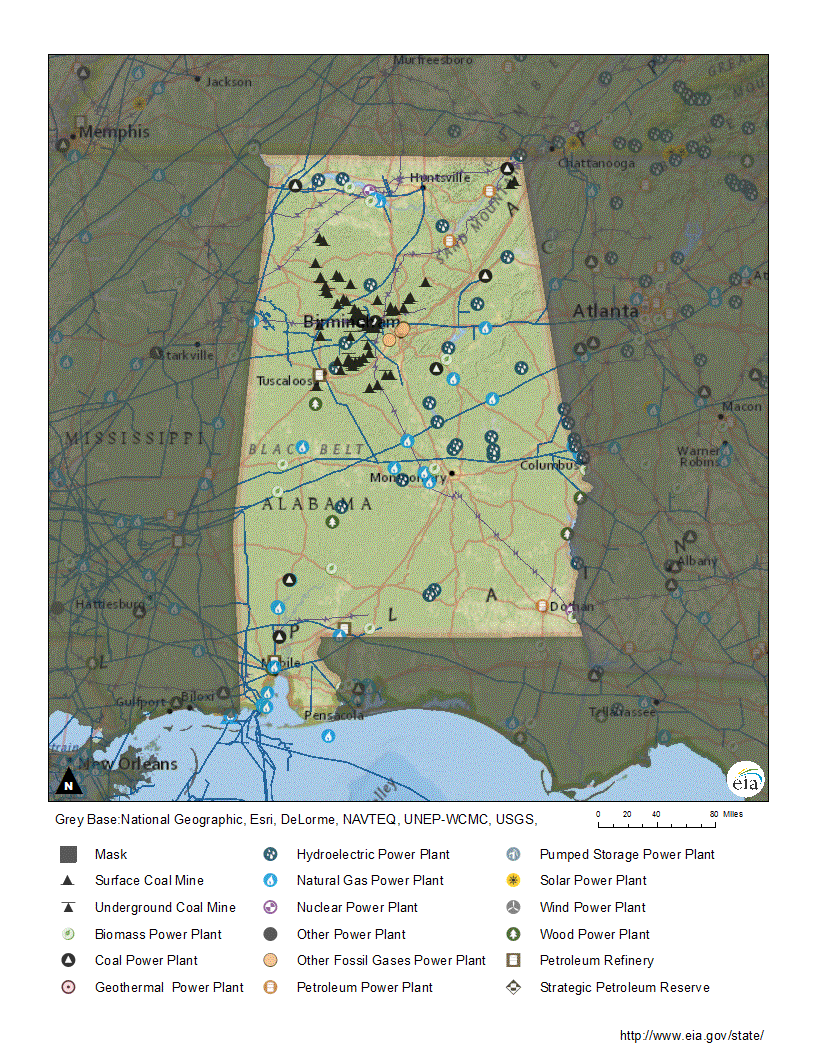 Murfreesboro
Jackson
GREAT
Memphis
Chattanooga
Huntsville
SAND MOUNT
Atlanta
Birmingham
Starkville
Tuscaloos
Macon
MISSISSIPPI
BLACK BELT
Warner
Robins
Columbus
Montgomery
ALABAMA
Albany
Hattiesburg
Dothan
P L A I N
Mobile
Gulfport
Biloxi
Pensacola
Tallahassee
New Orleans
N
eia
Grey Base:National Geographic, Esri, DeLorme, NAVTEQ, UNEP-WCMC, USGS,
0 20 40 80 Miles
Mask
Hydroelectric Power Plant
Pumped Storage Power Plant
Surface Coal Mine
Natural Gas Power Plant
Solar Power Plant
Underground Coal Mine
Nuclear Power Plant
Wind Power Plant
Biomass Power Plant
Other Power Plant
Wood Power Plant
Coal Power Plant
Other Fossil Gases Power Plant
Petroleum Refinery
Geothermal Power Plant
Petroleum Power Plant
Strategic Petroleum Reserve
http://www.eia.gov/state/